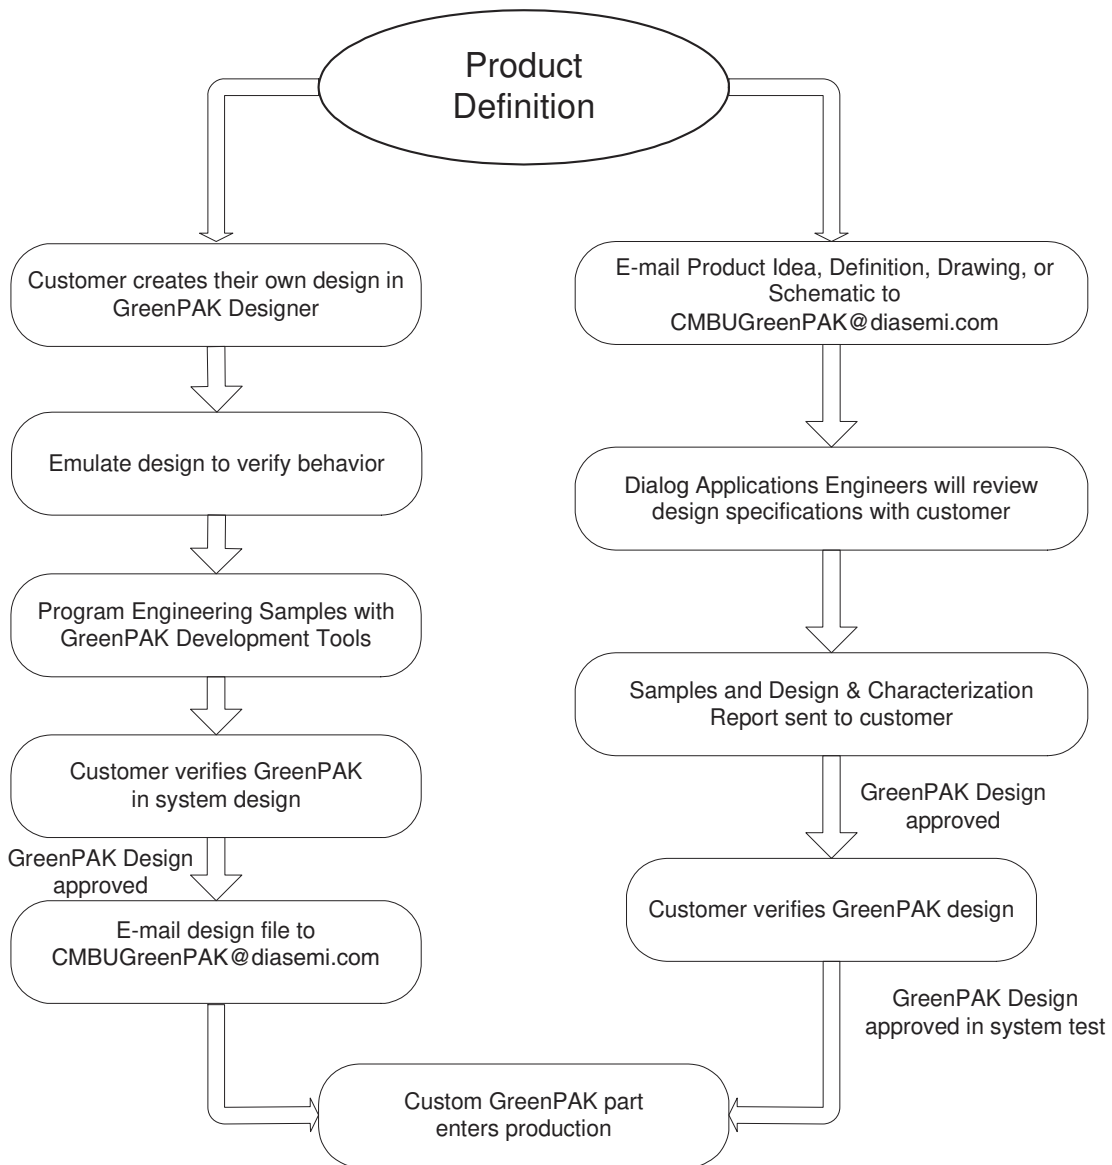 Product
Definition
Customer creates their own design in
GreenPAK Designer
Emulate design to verify behavior
Program Engineering Samples with
GreenPAK Development Tools
Customer verifies GreenPAK
in system design
GreenPAK Design
approved
E-mail design file to
CMBUGreenPAK@diasemi.com
E-mail Product Idea, Definition, Drawing, or
Schematic to
CMBUGreenPAK@diasemi.com
Dialog Applications Engineers will review
design specifications with customer
Samples and Design & Characterization
Report sent to customer
GreenPAK Design
approved
Customer verifies GreenPAK design
GreenPAK Design
approved in system test
Custom GreenPAK part
enters production